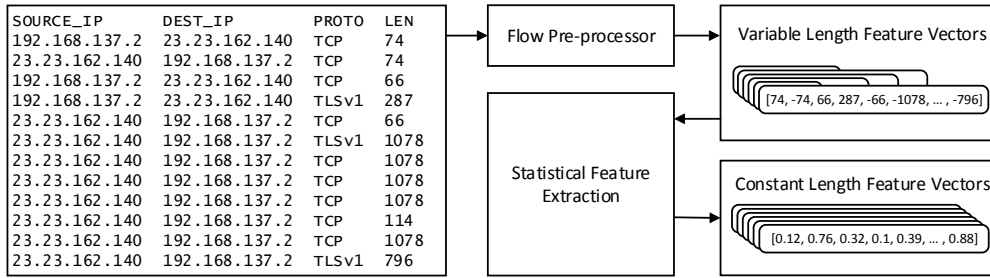 SOURCE_IP DEST_IP PROTO LEN
192.168.137.2 23.23.162.140 TCP 74
23.23.162.140 192.168.137.2 TCP 74
192.168.137.2 23.23.162.140 TCP 66
192.168.137.2 23.23.162.140 TLSv1 287
23.23.162.140 192.168.137.2 TCP 66
23.23.162.140 192.168.137.2 TLSv1 1078
23.23.162.140 192.168.137.2 TCP 1078
23.23.162.140 192.168.137.2 TCP 1078
23.23.162.140 192.168.137.2 TCP 1078
23.23.162.140 192.168.137.2 TCP 114
23.23.162.140 192.168.137.2 TCP 1078
23.23.162.140 192.168.137.2 TLSv1 796
Flow Pre-processor
Variable Length Feature Vectors
[74, -74, 66, 287, -66, -1078, ... , -796]
Statistical Feature
Extraction
Constant Length Feature Vectors
[0.12, 0.76, 0.32, 0.1, 0.39, ... , 0.88]